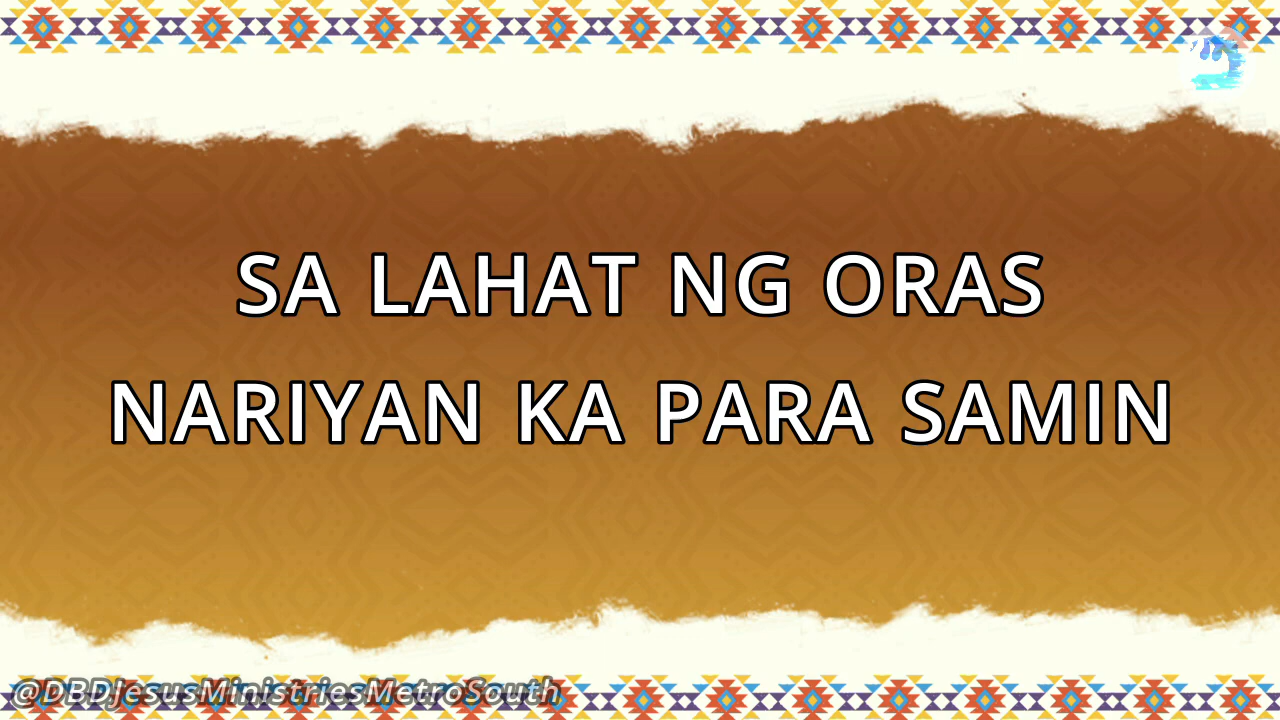 SA LAHAT NG ORAS
NARIYAN KA PARA SAMIN
@DBDJesusMinistriesMetroSouth